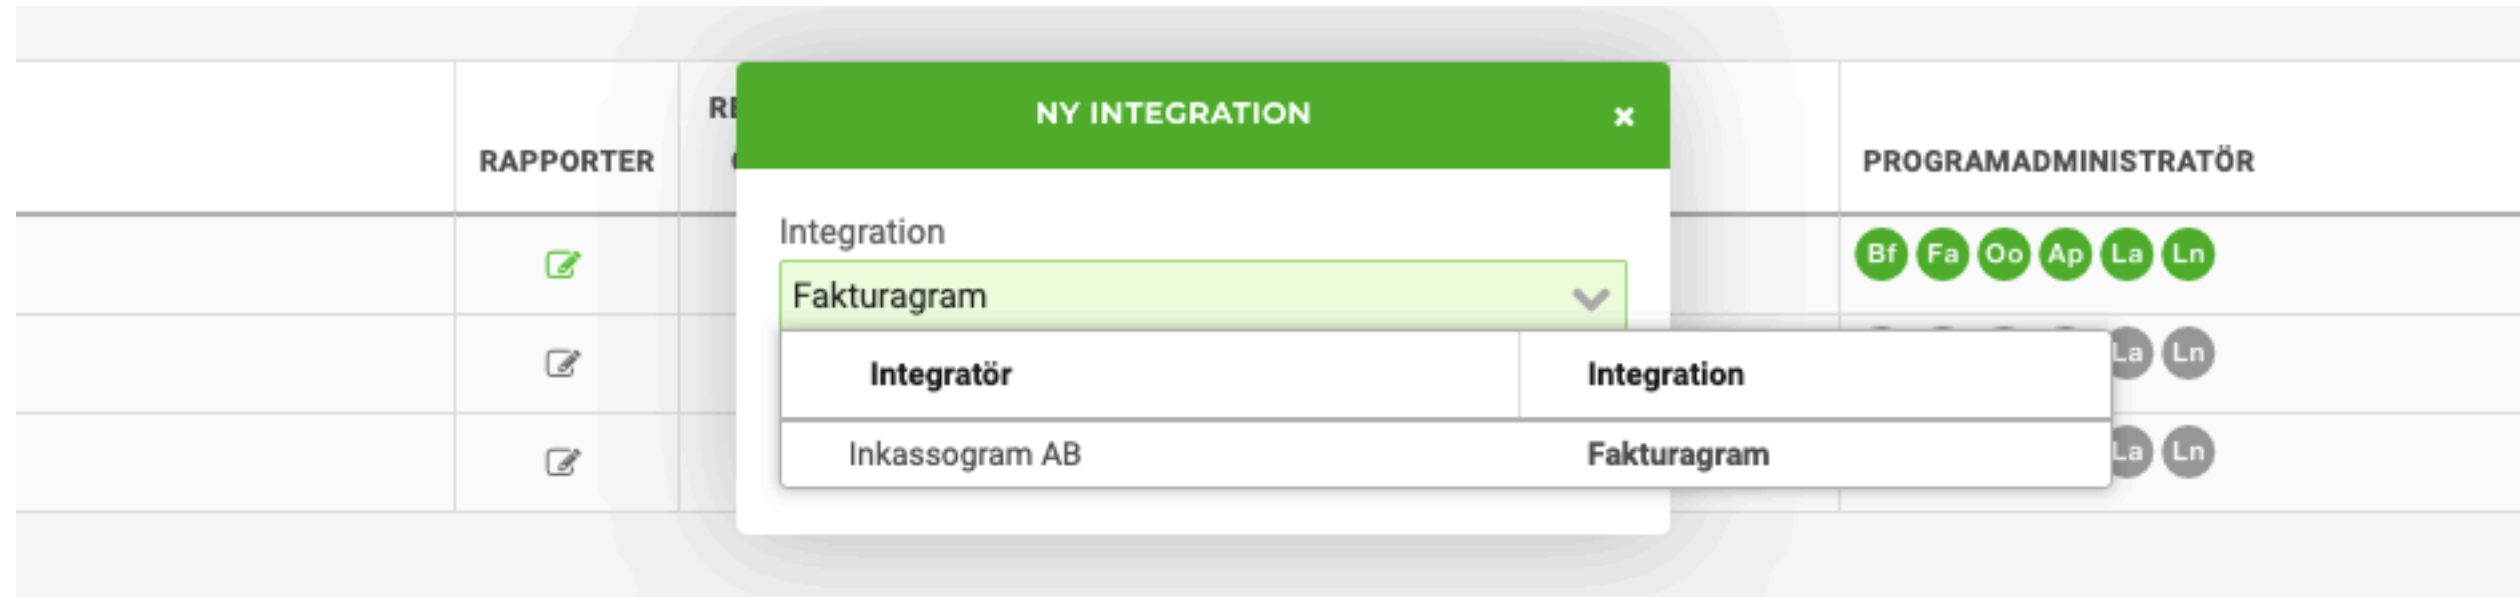 NY INTEGRATION
RAPPORTER
PROGRAMADMINISTRATÖR
Integration
Fakturagram
Bf Fa Oo Ap La Ln
Integratör Integration
La Ln
Inkassogram AB Fakturagram
La Ln